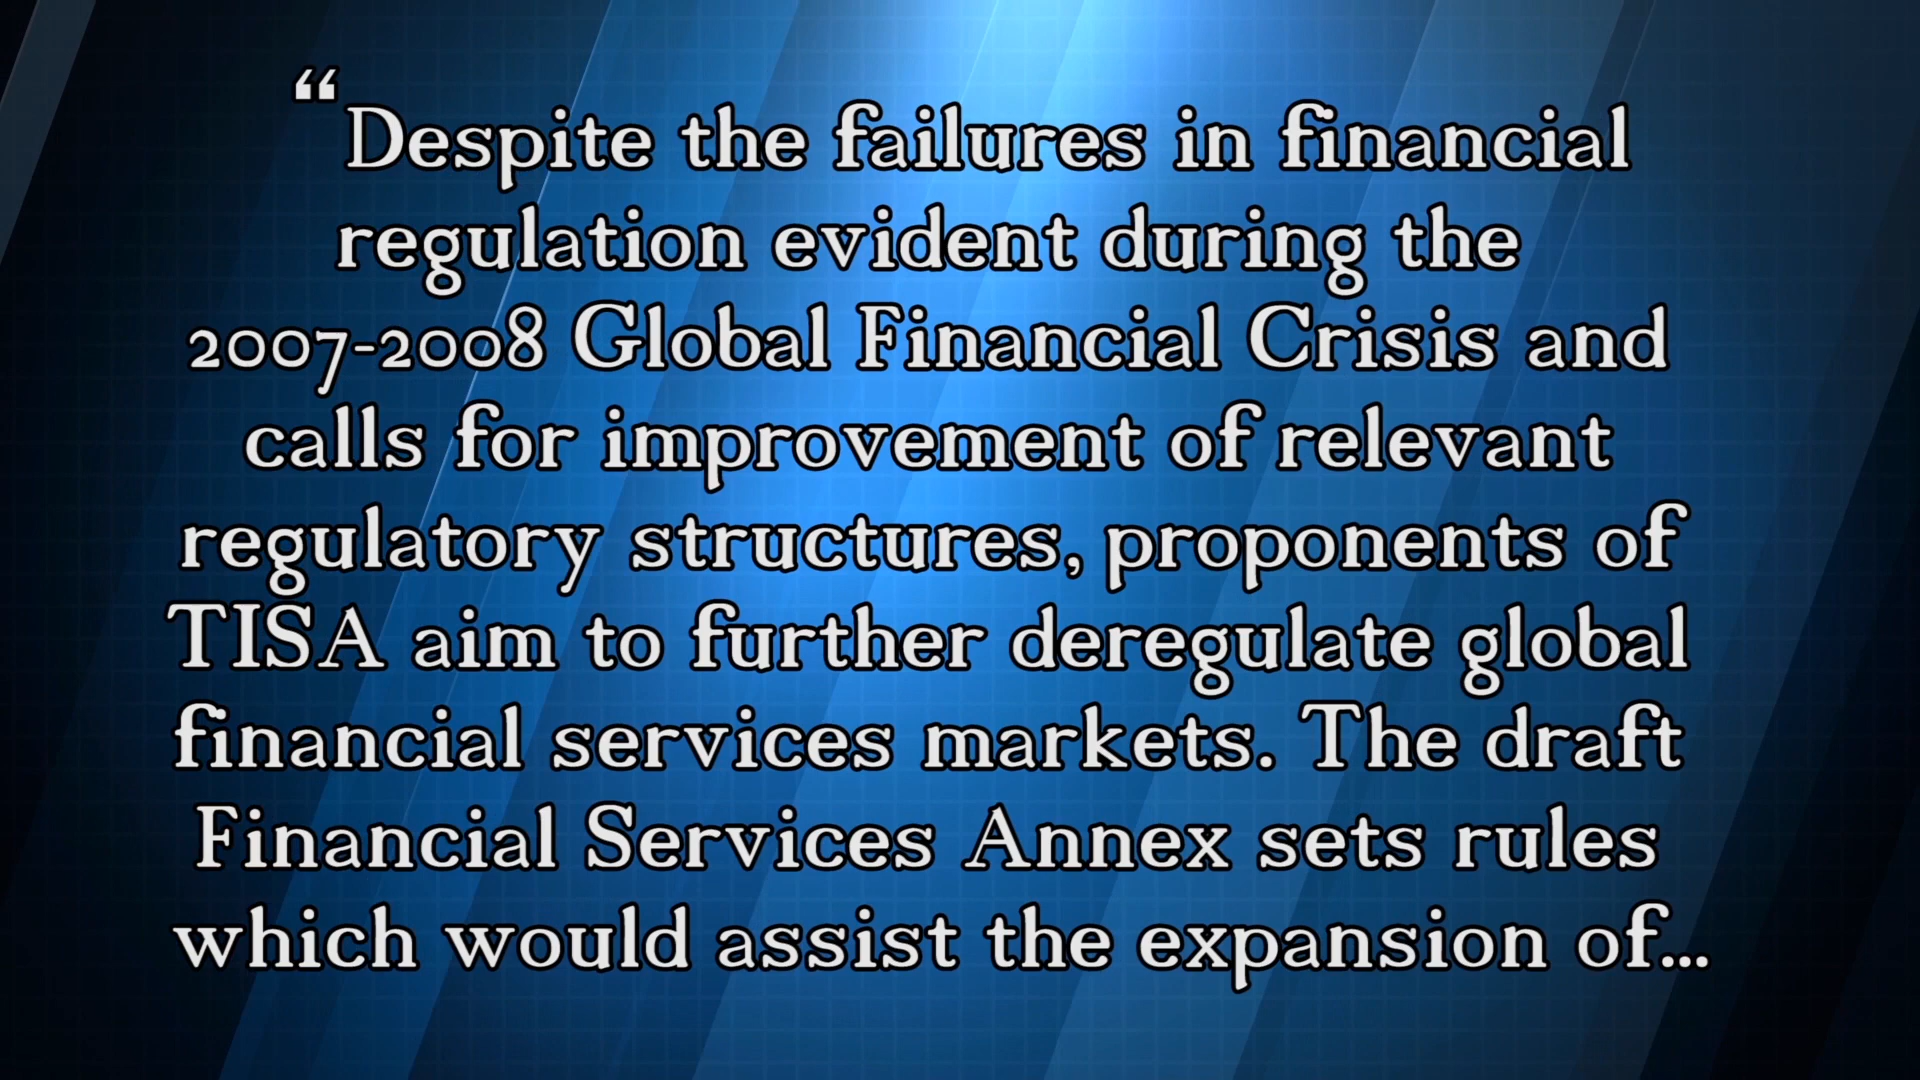 “Despite the failures in financial
regulation evident during the
2007-2008 Global Financial Crisis and
calls for improvement of relevant
regulatory structures, proponents of
TISA aim to further deregulate global
financial services markets. The draft
Financial Services Annex sets rules
which would assist the expansion of...